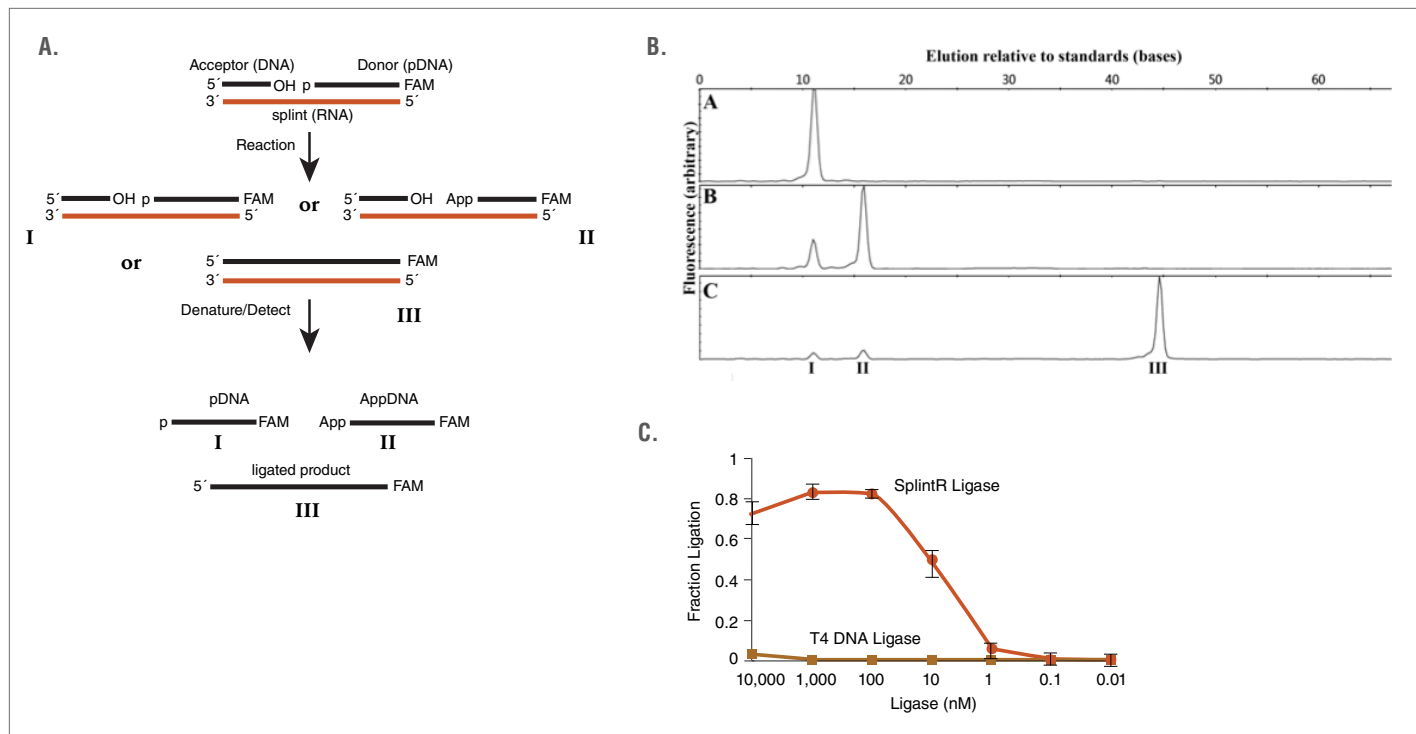 A.
Acceptor (DNA) Donor (pDNA)
5´ OH p FAM
3´ 5´
splint (RNA)
Reaction
5´ OH p FAM or 5´ OH App FAM
3´ 5´ 3´ 5´
I II
or 5´ FAM
3´ 5´
III
Denature/Detect
pDNA AppDNA
p FAM App FAM
I II
ligated product
5´ FAM
III
B.
Elution relative to standards (bases)
0 10 20 30 40 50 60
Fluorescence (arbitrary)
A
B
C
I II III
C.
Fraction Ligation
1
0.8
0.6
0.4
0.2
0
SplintR Ligase
T4 DNA Ligase
10,000 1,000 100 10 1 0.1 0.01
Ligase (nM)